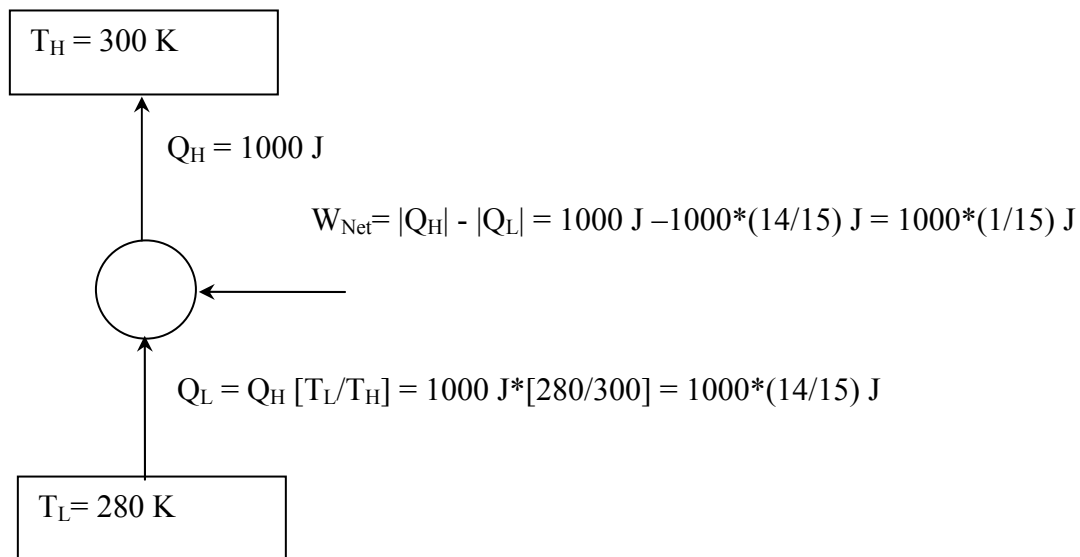 T_H = 300 K
Q_H = 1000 J
W_Net= |Q_H| - |Q_L| = 1000 J –1000*(14/15) J = 1000*(1/15) J
Q_L = Q_H [T_L/T_H] = 1000 J*[280/300] = 1000*(14/15) J
T_L= 280 K